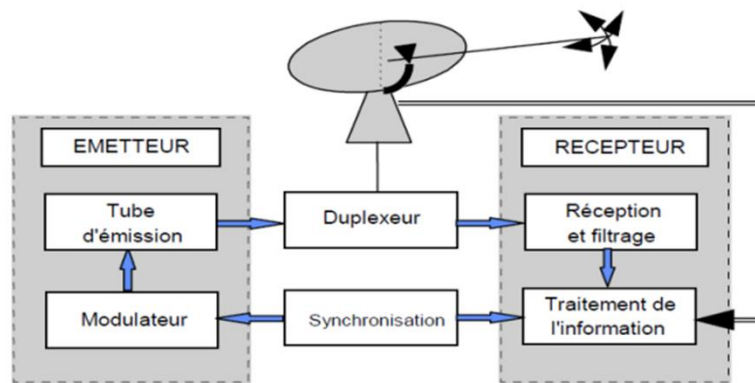 EMETTEUR
RECEPTEUR
Tube
d'émission
Duplexeur
Réception
et filtrage
Modulateur
Synchronisation
Traitement de
l'information